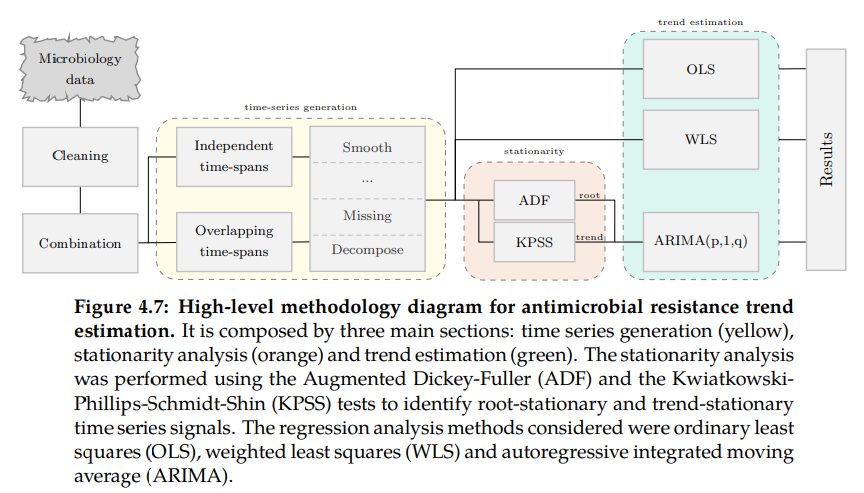 trend estimation
Microbiology
data
OLS
time-series generation
Cleaning
Independent
time-spans
Smooth
...
Missing
Decompose
WLS
stationarity
Results
Combination
Overlapping
time-spans
ADF
root
KPSS
trend
ARIMA(p,1,q)
Figure 4.7: High-level methodology diagram for antimicrobial resistance trend
estimation. It is composed by three main sections: time series generation (yellow),
stationarity analysis (orange) and trend estimation (green). The stationarity analysis
was performed using the Augmented Dickey-Fuller (ADF) and the Kwiatkowski-
Phillips-Schmidt-Shin (KPSS) tests to identify root-stationary and trend-stationary
time series signals. The regression analysis methods considered were ordinary least
squares (OLS), weighted least squares (WLS) and autoregressive integrated moving
average (ARIMA).